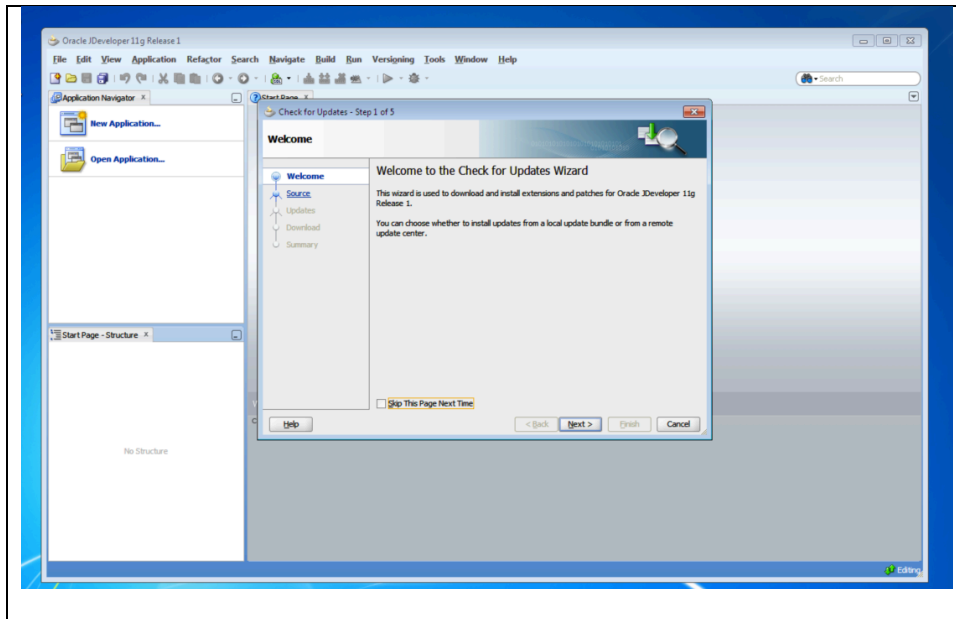 Oracle JDeveloper 11g Release 1
File Edit View Application Refactor Search Navigate Build Run Versioning Tools Window Help
Search
Application Navigator
Start Page
New Application...
Open Application...
Check for Updates - Step 1 of 5
Welcome
Welcome
Source
Updates
Download
Summary
Welcome to the Check for Updates Wizard
This wizard is used to download and install extensions and patches for Oracle JDeveloper 11g
Release 1.
You can choose whether to install updates from a local update bundle or from a remote
update center.
Skip This Page Next Time
Help
< Back
Next >
Finish
Cancel
Start Page - Structure
No Structure
Editing